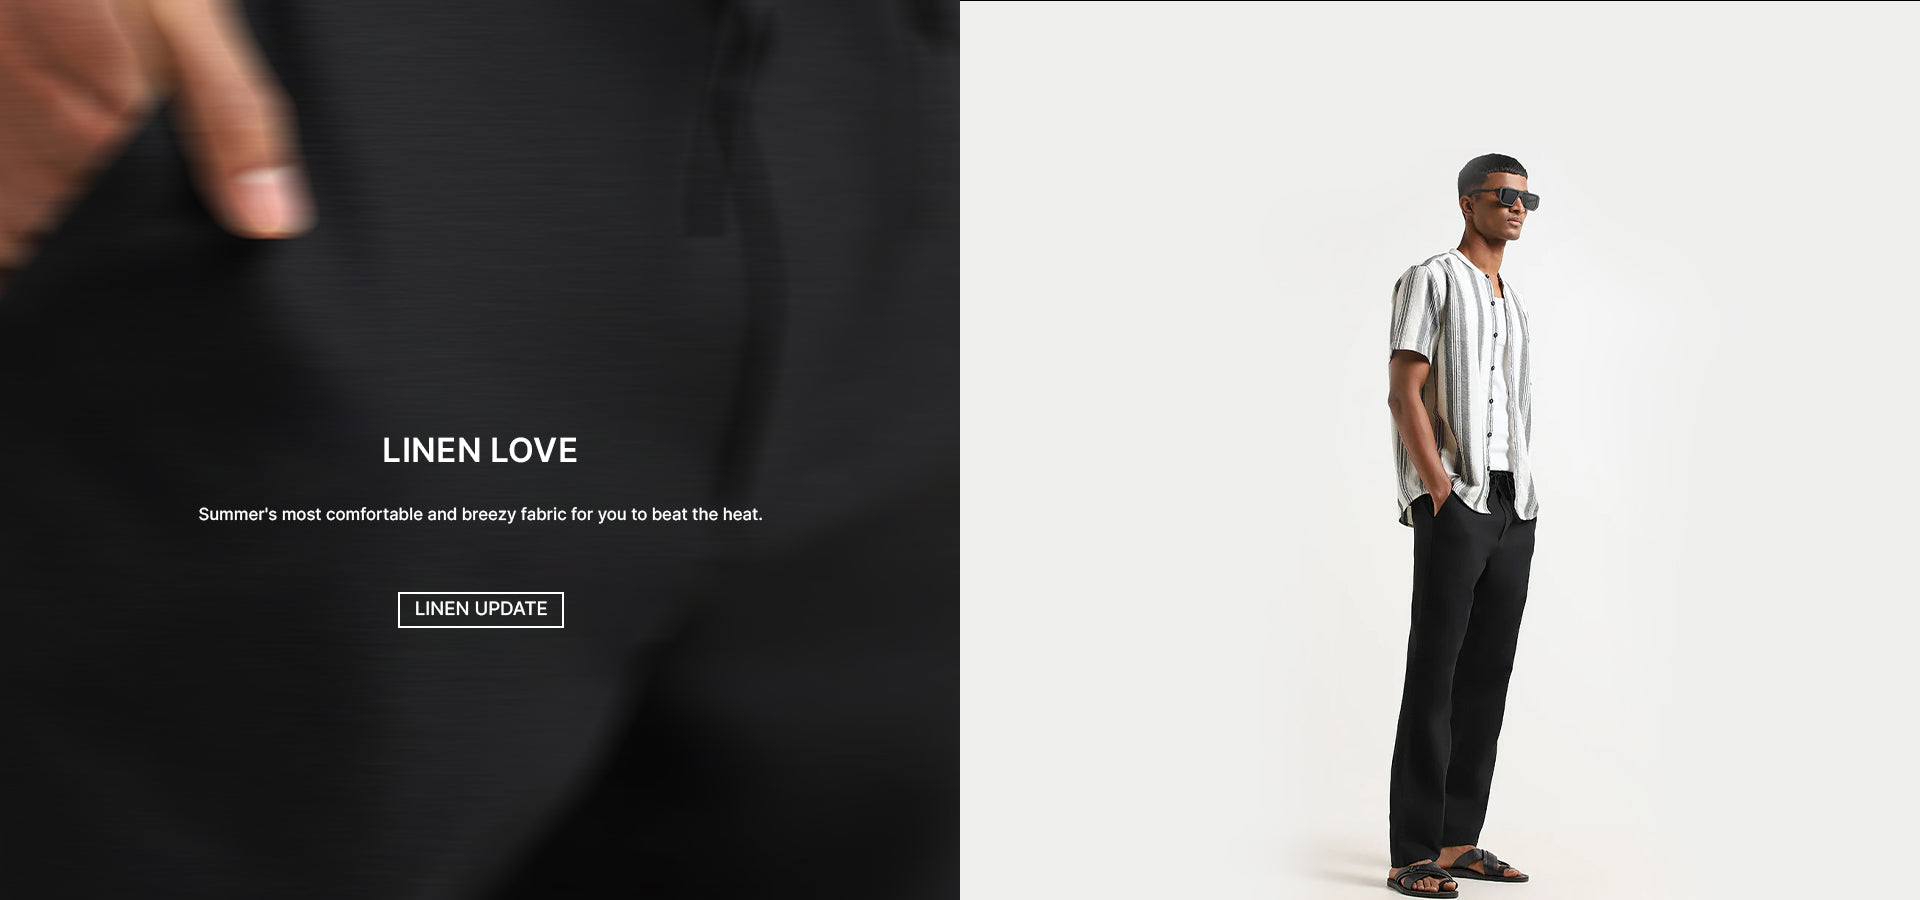 LINEN LOVE
Summer's most comfortable and breezy fabric for you to beat the heat.
LINEN UPDATE